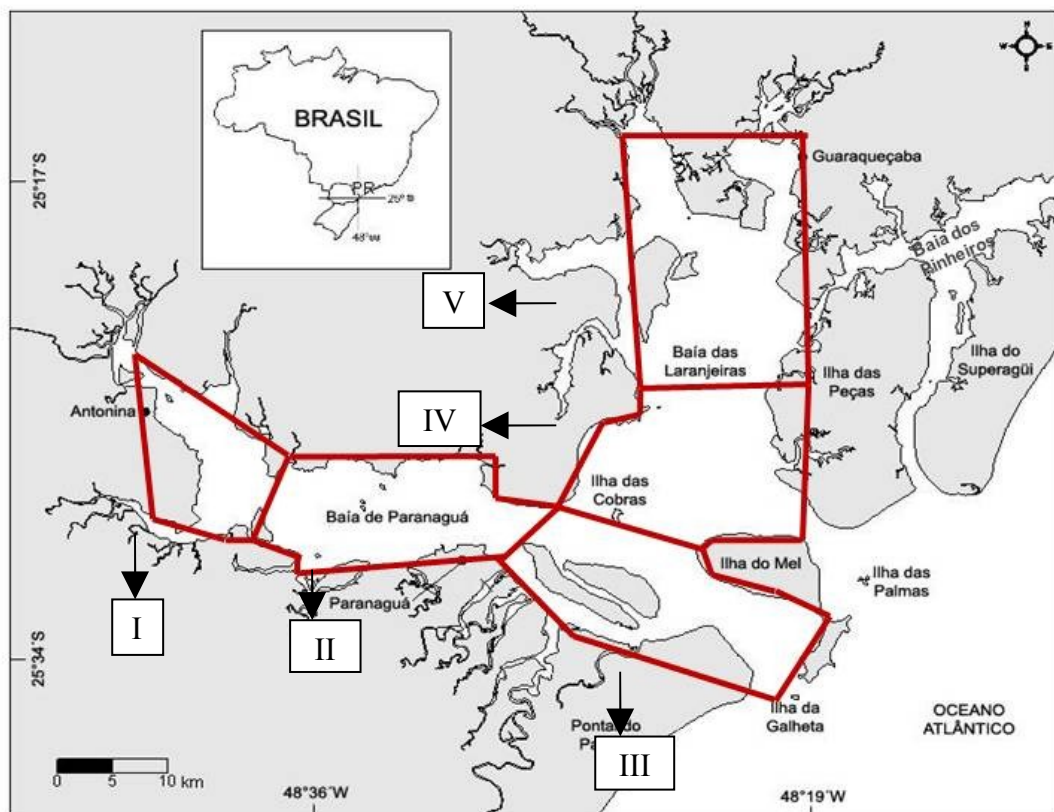 N
W
E
S
BRASIL
PR
25°
48°W
25°17´S
Guaraqueçaba
Baía dos
Pinheiros
V
Baía das
Laranjeiras
Ilha das
Peças
Ilha do
Superagüi
Antonina
IV
Ilha das
Cobras
Baía de Paranaguá
Ilha do Mel
Ilha das
Palmas
Paranaguá
I
II
25°34´S
Ilha da
Galheta
OCEANO
ATLÂNTICO
Pontal do
III
0 5 10 km
48°36´W
48°19´W